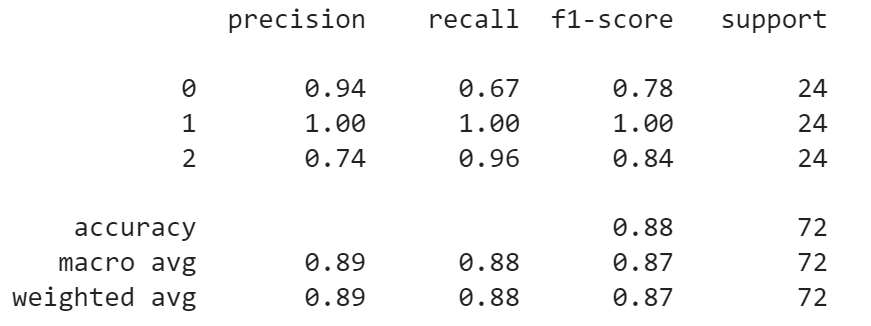 precision recall f1-score support
0 0.94 0.67 0.78 24
1 1.00 1.00 1.00 24
2 0.74 0.96 0.84 24
accuracy 0.88 72
macro avg 0.89 0.88 0.87 72
weighted avg 0.89 0.88 0.87 72